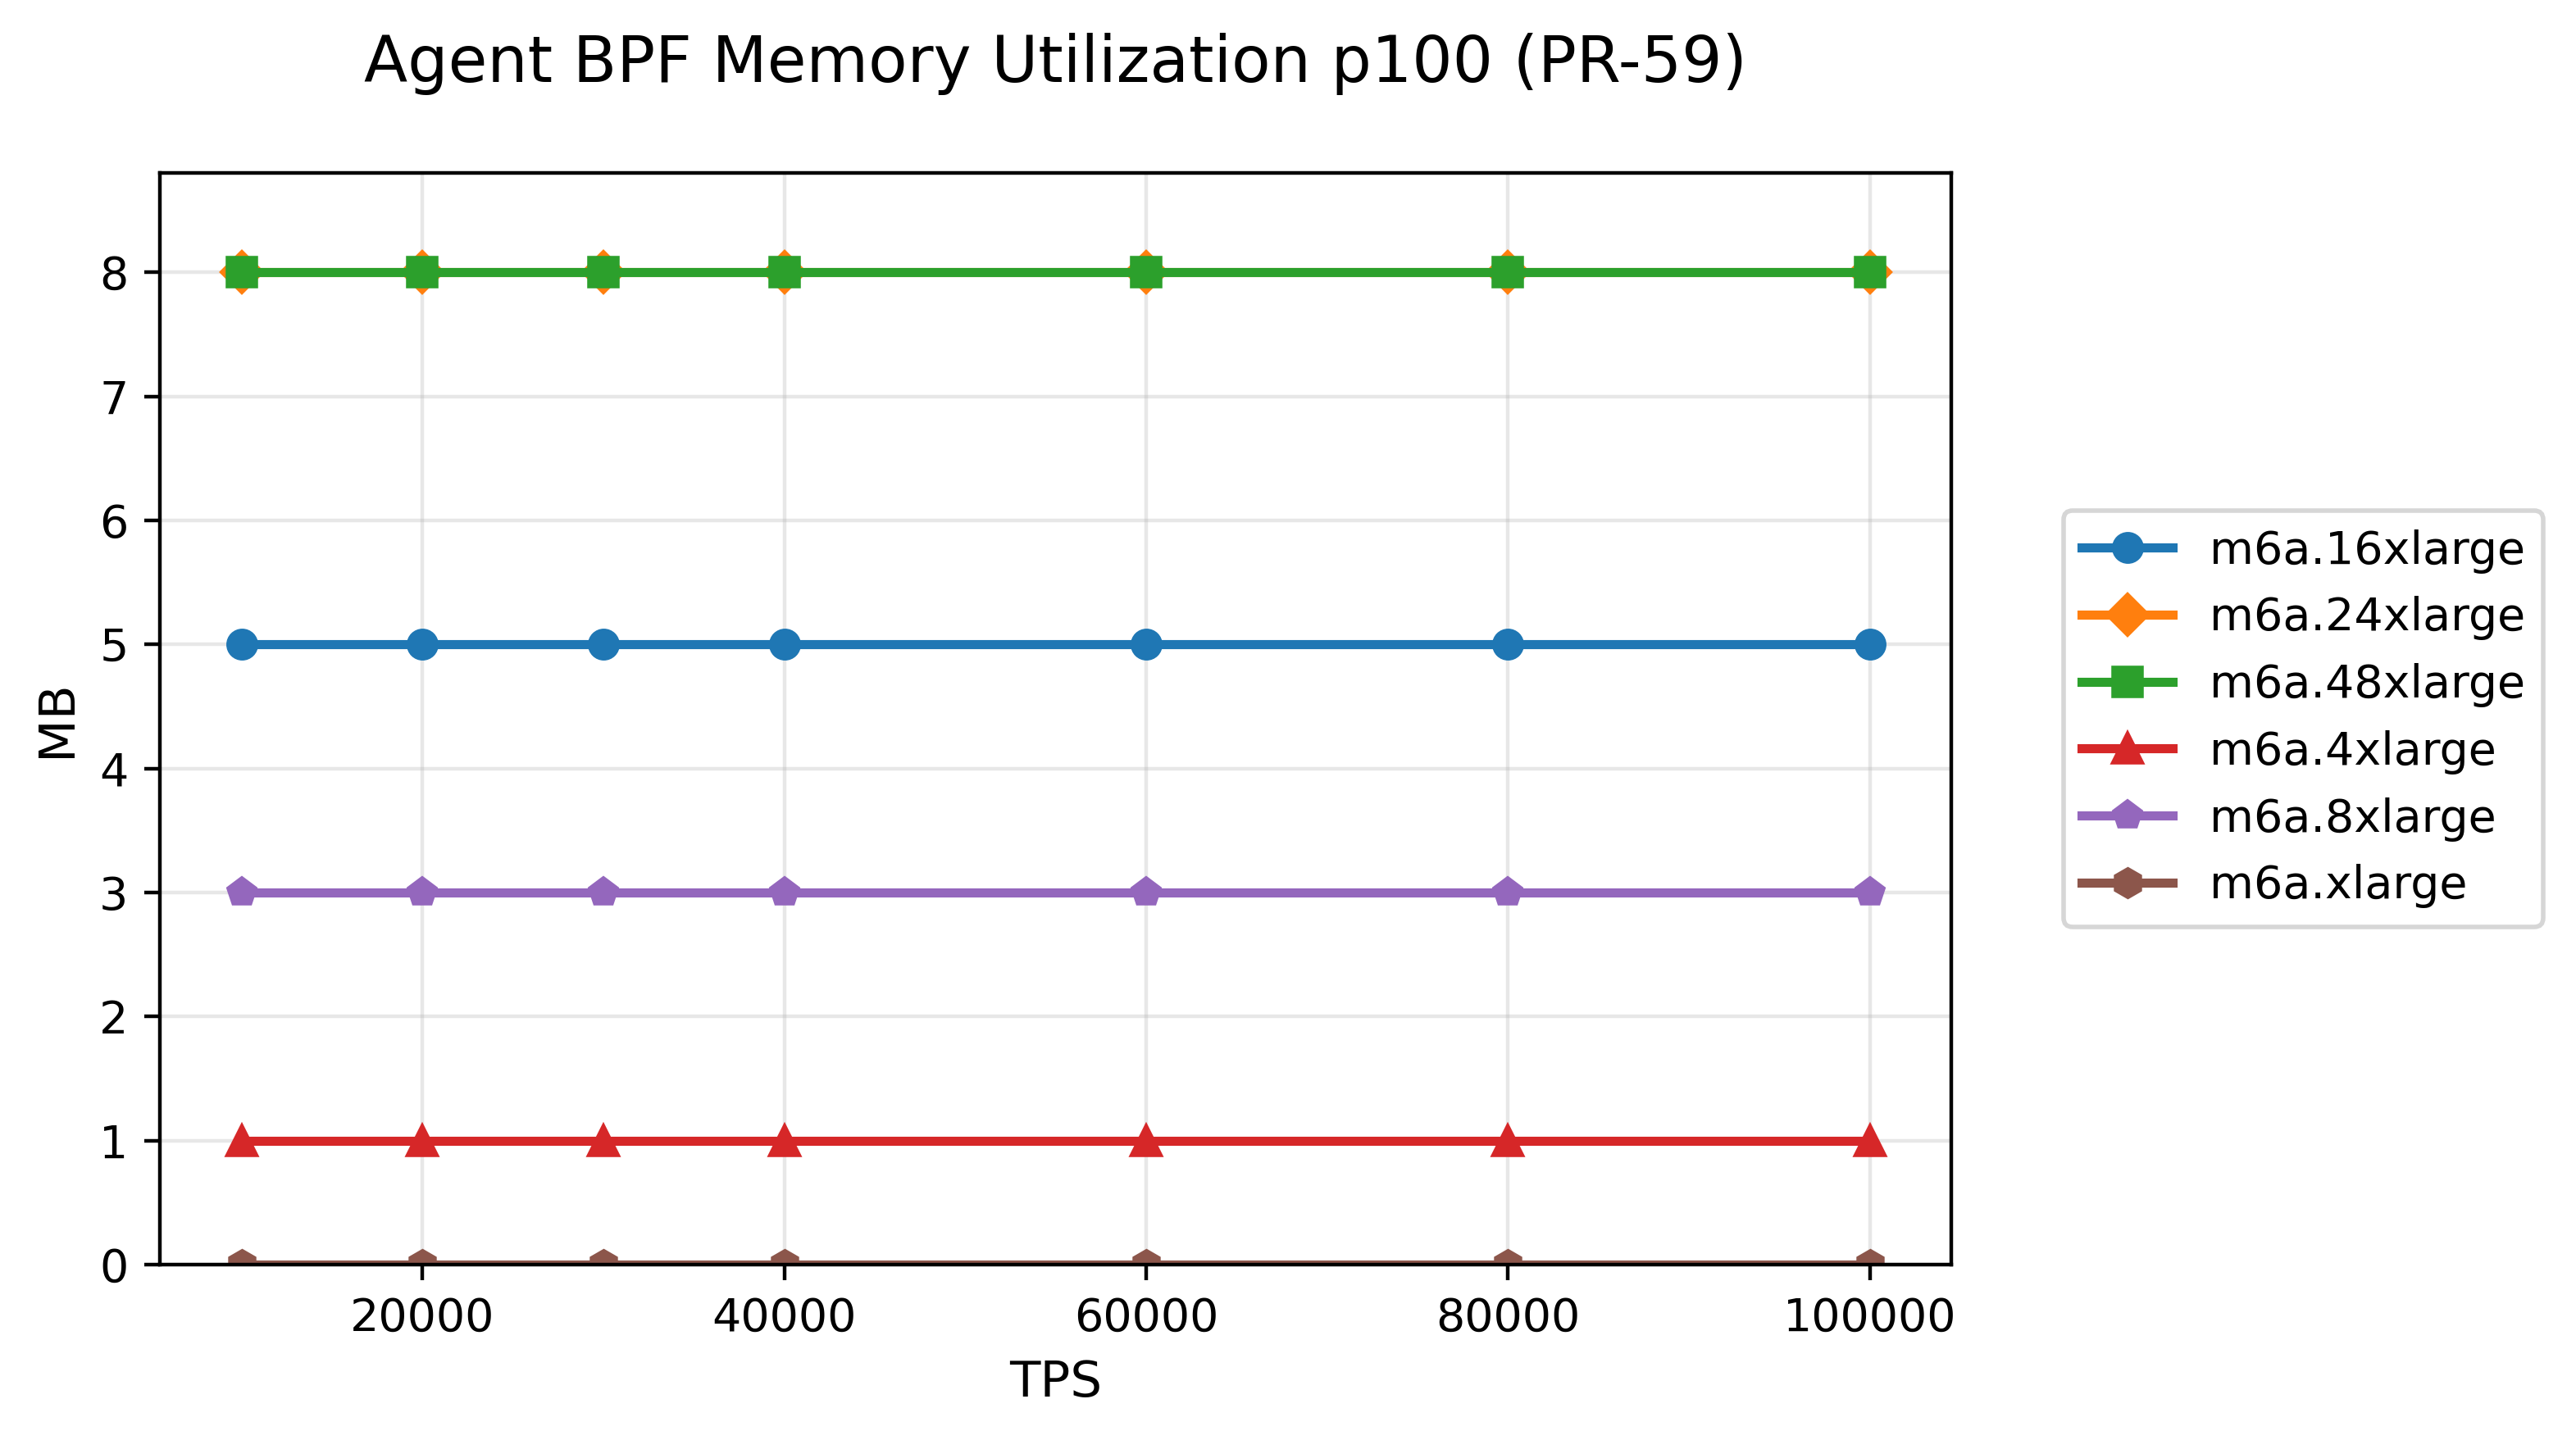 Agent BPF Memory Utilization p100 (PR-59)
8
7
6
5
4
3
2
1
0
MB
20000 40000 60000 80000 100000
TPS
m6a.16xlarge
m6a.24xlarge
m6a.48xlarge
m6a.4xlarge
m6a.8xlarge
m6a.xlarge